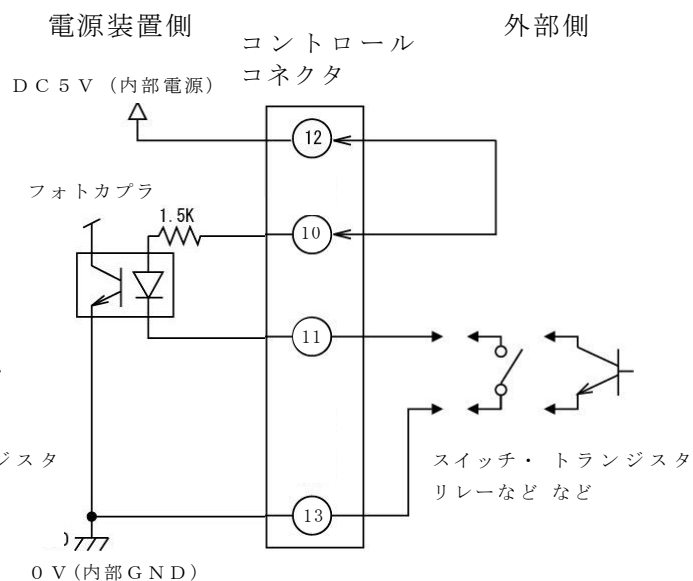 電源装置側
コントロール
コネクタ
外部側
DC5V (内部電源)
12
フォトカプラ
1.5K
10
11
ジスタ
スイッチ・ トランジスタ
リレーなど など
13
0V(内部GND)